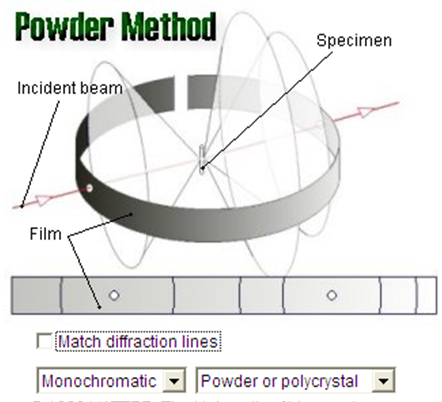 Powder Method
Specimen
Incident beam
Film
Match diffraction lines
Monochromatic
Powder or polycrystal